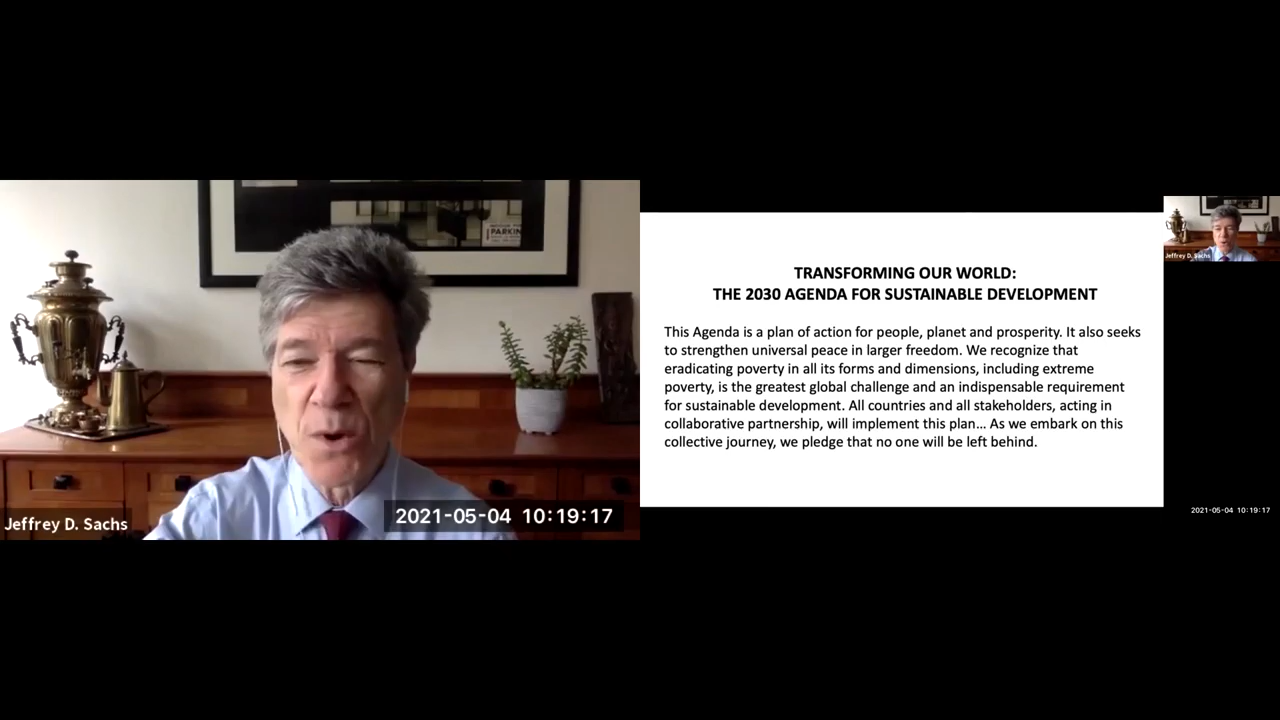 PARKIN
Jeffrey D. Sachs
2021-05-04 10:19:17
TRANSFORMING OUR WORLD:
THE 2030 AGENDA FOR SUSTAINABLE DEVELOPMENT
This Agenda is a plan of action for people, planet and prosperity. It also seeks
to strengthen universal peace in larger freedom. We recognize that
eradicating poverty in all its forms and dimensions, including extreme
poverty, is the greatest global challenge and an indispensable requirement
for sustainable development. All countries and all stakeholders, acting in
collaborative partnership, will implement this plan... As we embark on this
collective journey, we pledge that no one will be left behind.
Jeffrey D. Sachs
2021-05-04 10:19:17